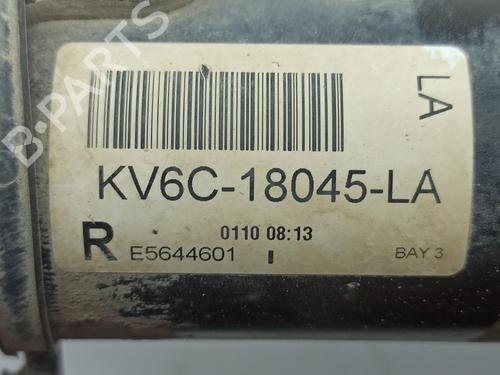 B-PARTS
LA
KV6C-18045-LA
0110 08:13
R E5644601 I BAY 3